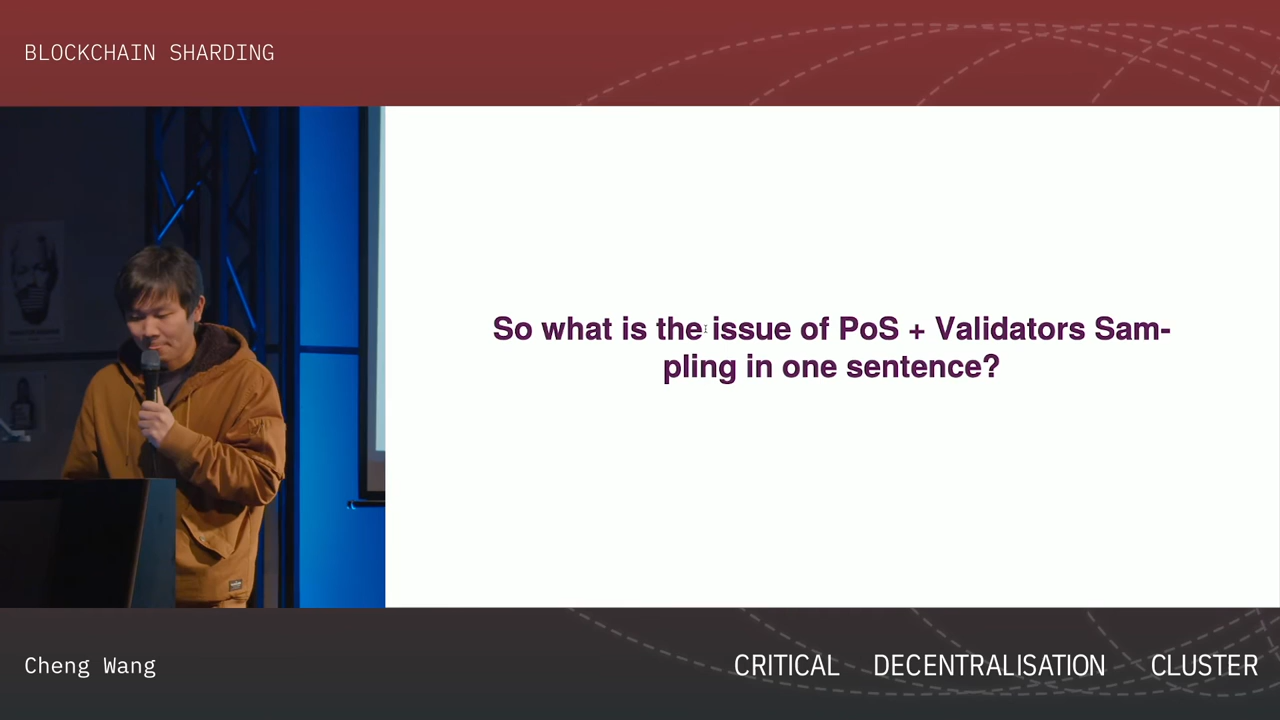 BLOCKCHAIN SHARDING
So what is the issue of PoS + Validators Sam-
pling in one sentence?
Cheng Wang
CRITICAL DECENTRALISATION CLUSTER